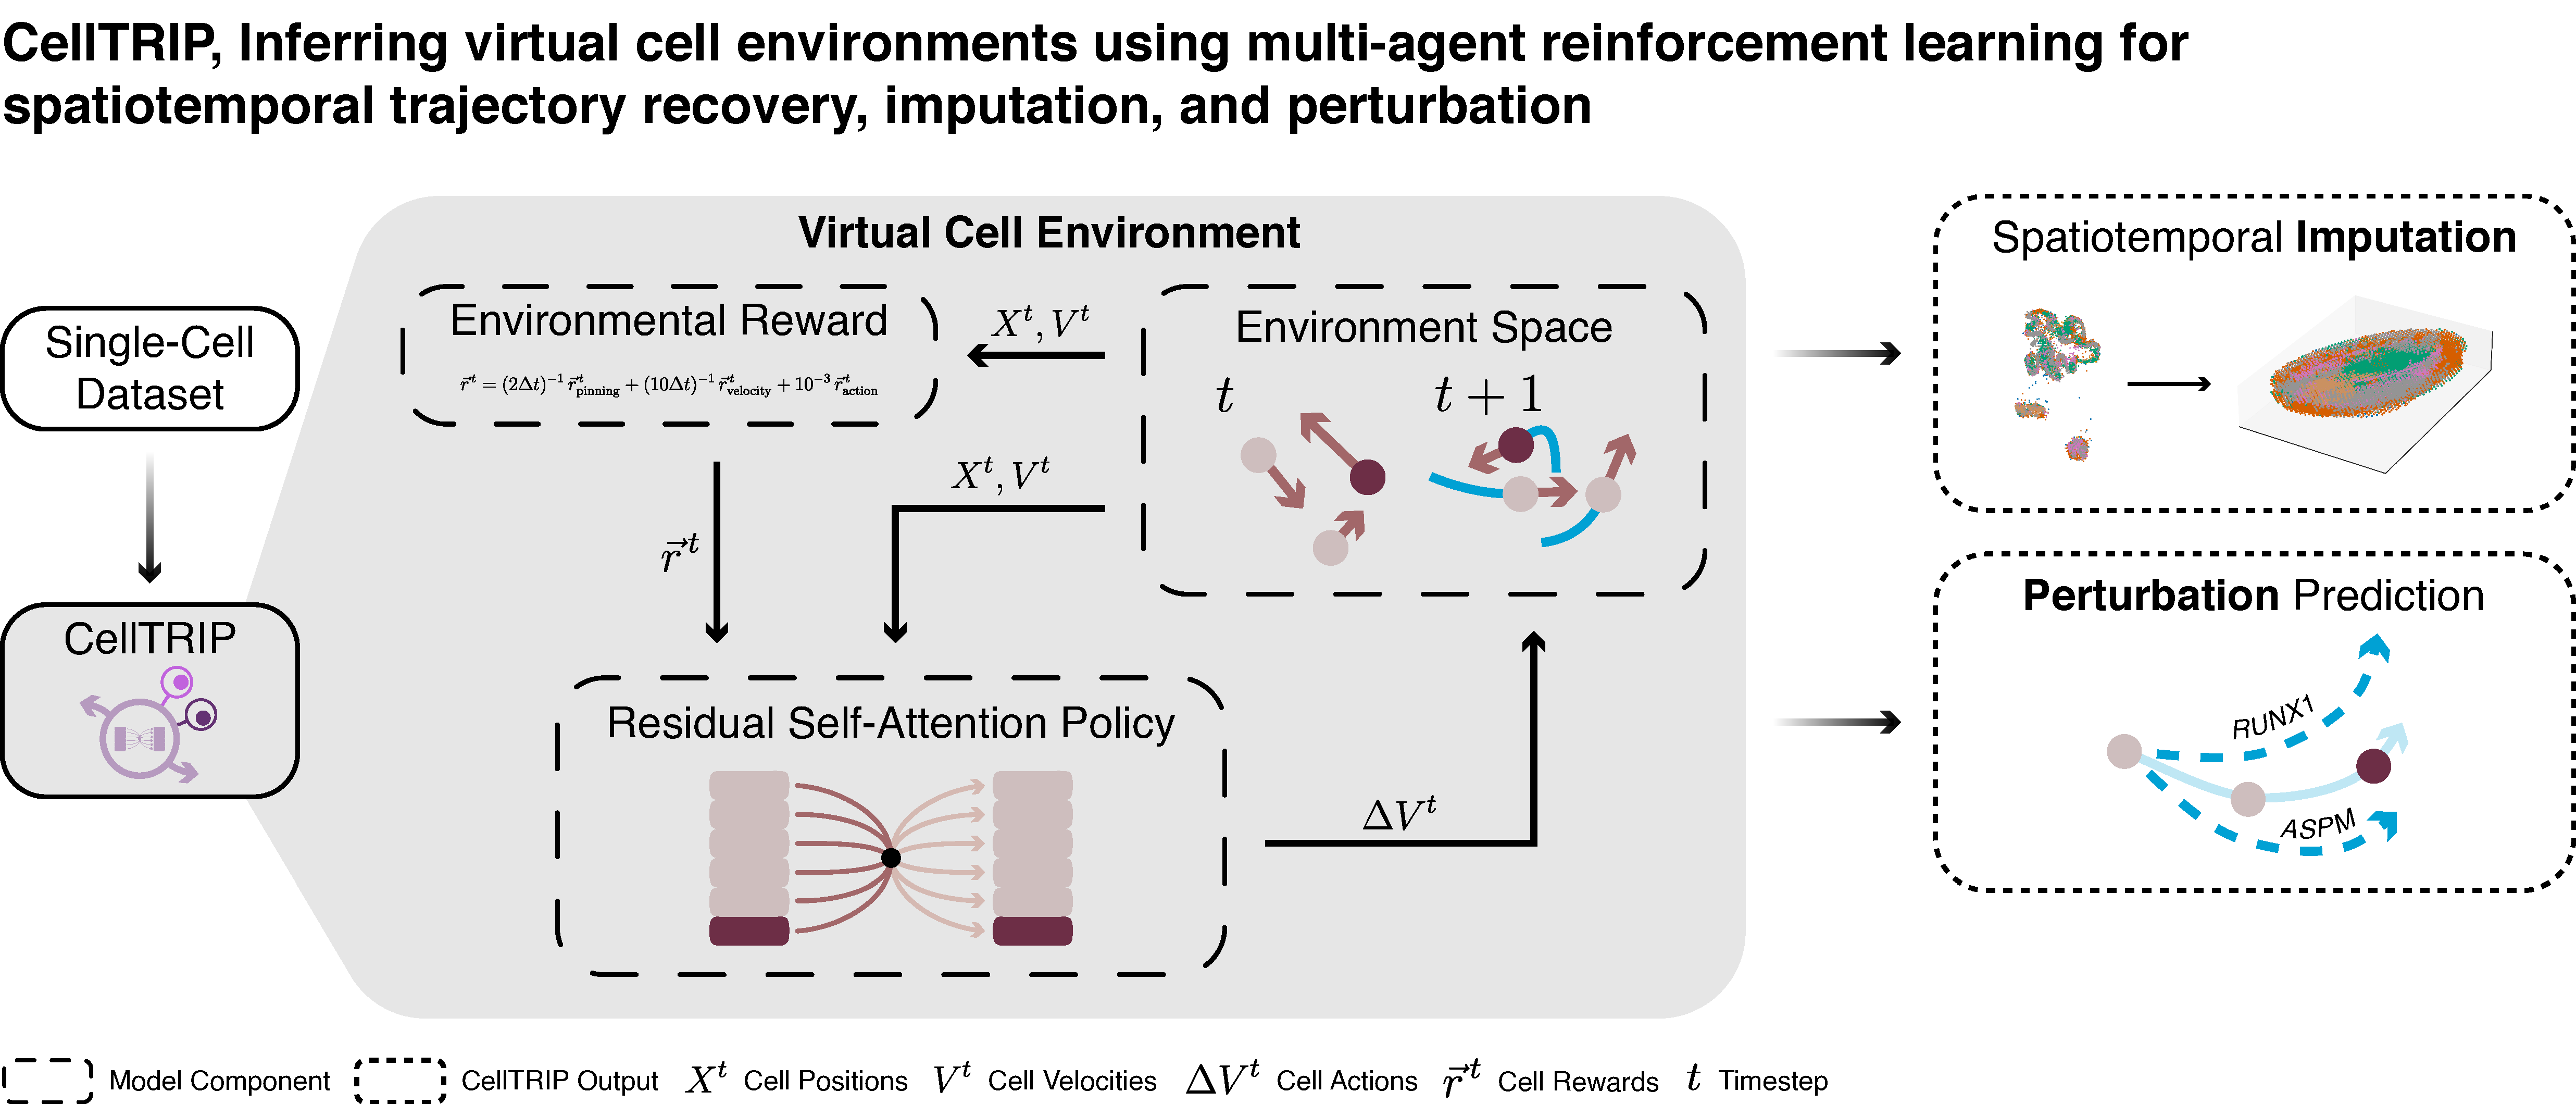 CellTRIP, Inferring virtual cell environments using multi-agent reinforcement learning for
spatiotemporal trajectory recovery, imputation, and perturbation
Single-Cell
Dataset
CellTRIP
Virtual Cell Environment
Environmental Reward
$\vec{r}^{\,t} = (2\Delta t)^{-1}\, \vec{r}^{\,t}_{\text{pinning}} + (10\Delta t)^{-1}\, \vec{r}^{\,t}_{\text{velocity}} + 10^{-3}\, \vec{r}^{\,t}_{\text{action}}$
$X^t, V^t$
Environment Space
$t$
$t + 1$
$X^t, V^t$
$\vec{r}^{\,t}$
Residual Self-Attention Policy
$\Delta V^t$
Spatiotemporal Imputation
Perturbation Prediction
RUNX1
ASPM
Model Component
CellTRIP Output
$X^t$ Cell Positions
$V^t$ Cell Velocities
$\Delta V^t$ Cell Actions
$\vec{r}^{\,t}$ Cell Rewards
$t$ Timestep